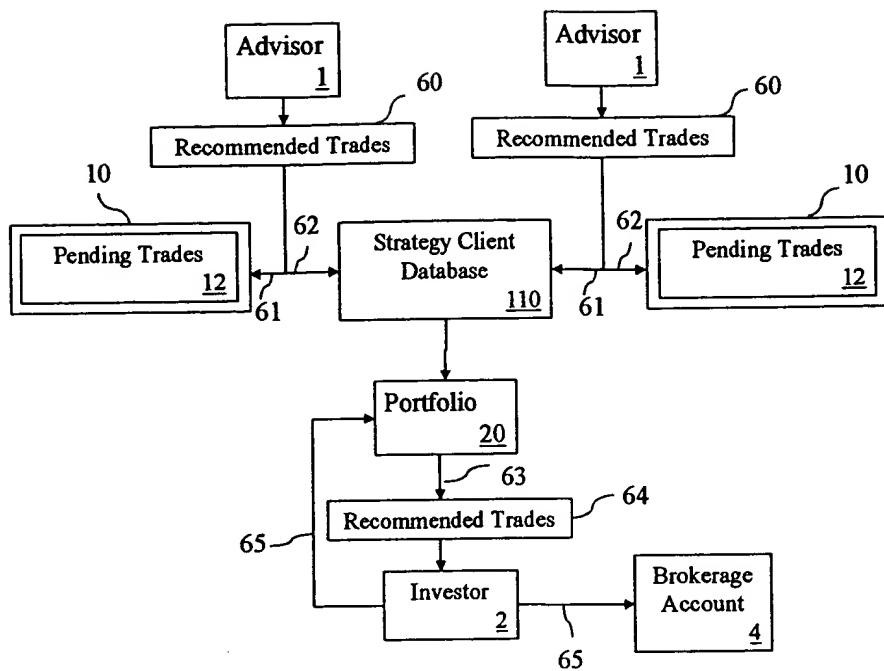 Advisor
1
Advisor
1
60
60
Recommended Trades
Recommended Trades
10
10
62
62
Pending Trades
12
Strategy Client
Database
110
Pending Trades
12
61
61
Portfolio
20
63
64
Recommended Trades
65
Investor
2
Brokerage
Account
4
65